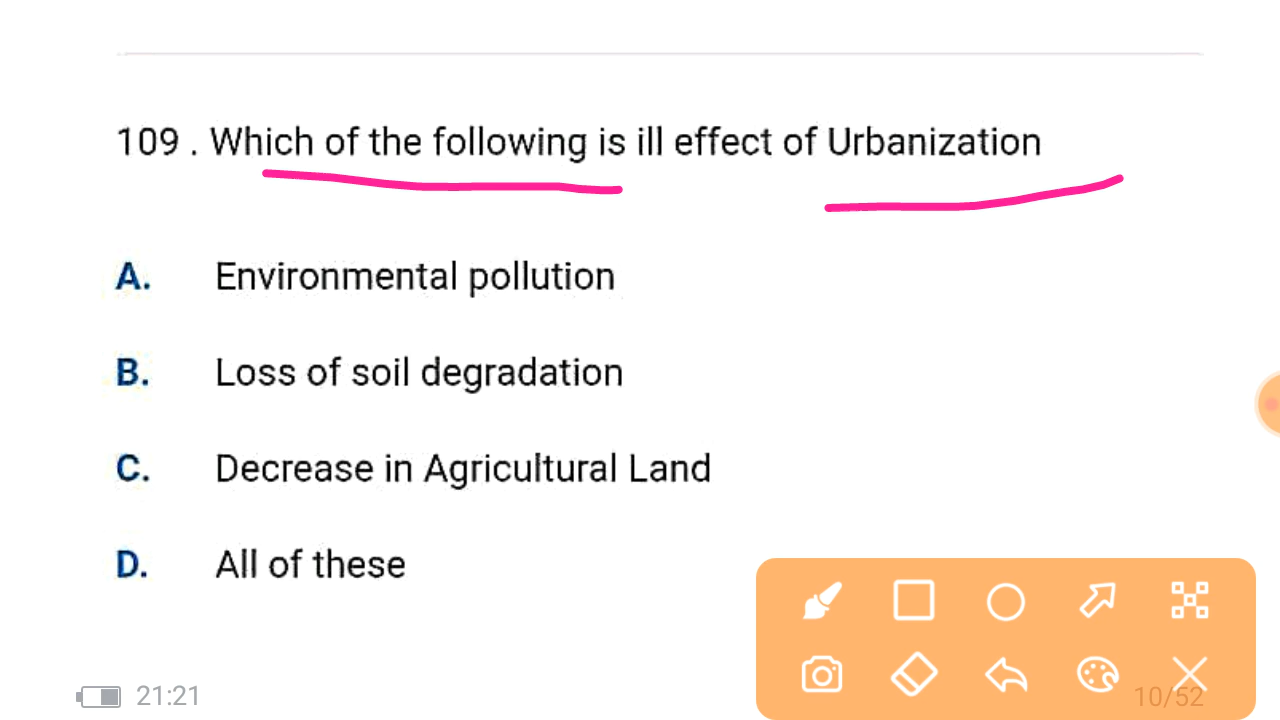 109 . Which of the following is ill effect of Urbanization
A. Environmental pollution
B. Loss of soil degradation
C. Decrease in Agricultural Land
D. All of these
21:21
10/52